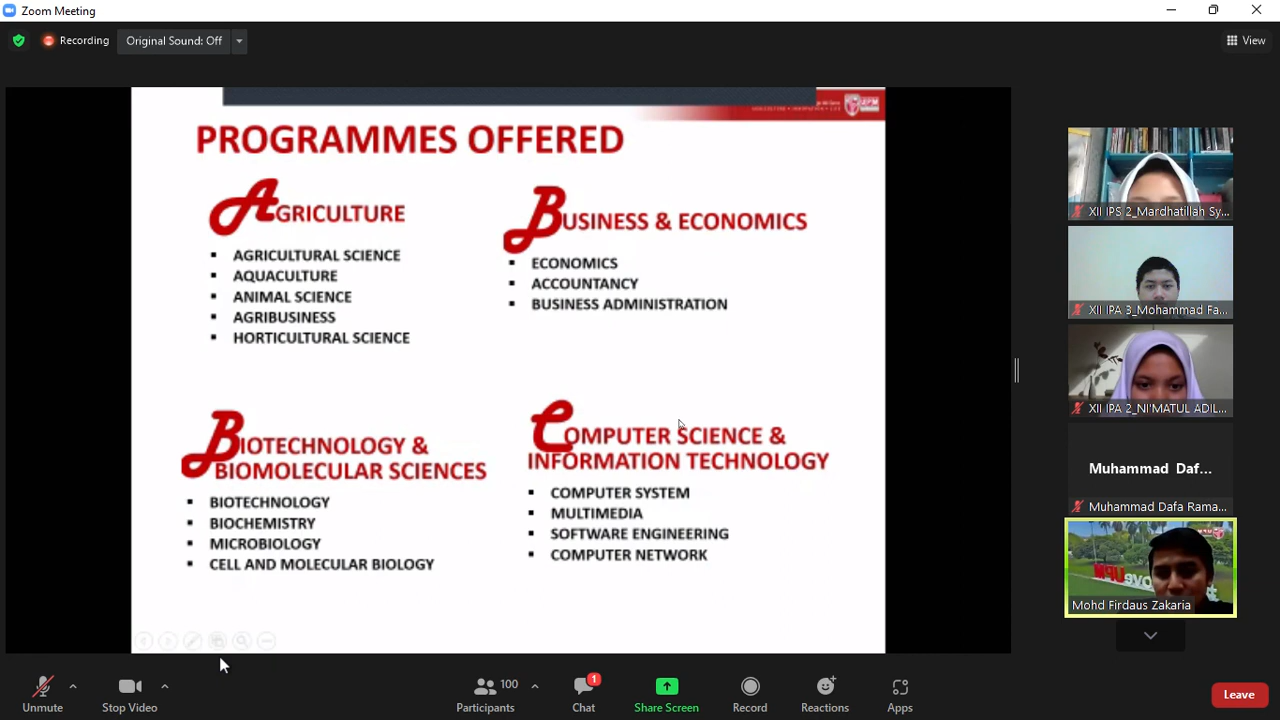 Zoom Meeting
Recording
Original Sound: Off
View
UPM
PROGRAMMES OFFERED
AGRICULTURE
AGRICULTURAL SCIENCE
AQUACULTURE
ANIMAL SCIENCE
AGRIBUSINESS
HORTICULTURAL SCIENCE
BUSINESS & ECONOMICS
ECONOMICS
ACCOUNTANCY
BUSINESS ADMINISTRATION
BIOTECHNOLOGY &
BIOMOLECULAR SCIENCES
BIOTECHNOLOGY
BIOCHEMISTRY
MICROBIOLOGY
CELL AND MOLECULAR BIOLOGY
COMPUTER SCIENCE &
INFORMATION TECHNOLOGY
COMPUTER SYSTEM
MULTIMEDIA
SOFTWARE ENGINEERING
COMPUTER NETWORK
XII IPS 2_Mardhatillah Sy...
XII IPA 3_Mohammad Fa...
XII IPA 2_NI'MATUL ADIL...
Muhammad Daf...
Muhammad Dafa Rama...
Mohd Firdaus Zakaria
Unmute
Stop Video
Participants
100
Chat
1
Share Screen
Record
Reactions
Apps
Leave